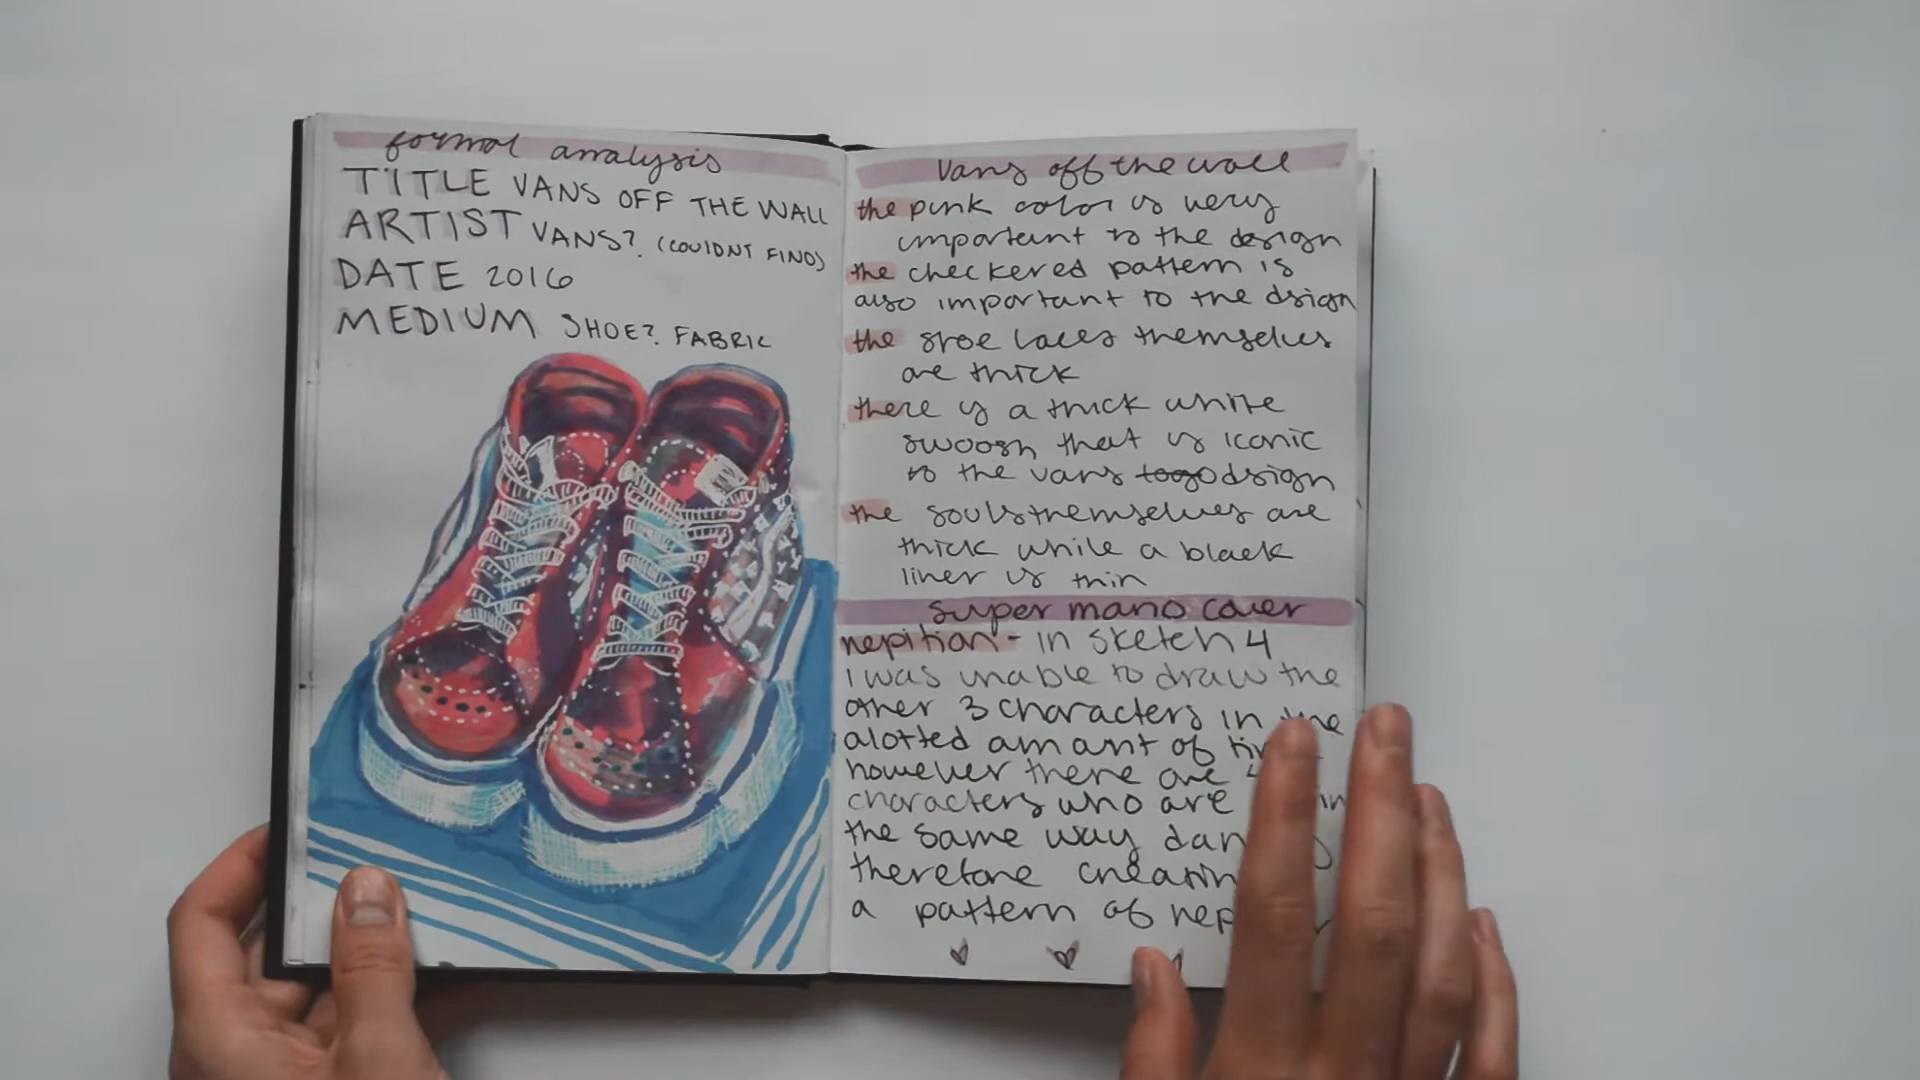 formal analysis
TITLE VANS OFF THE WALL
ARTIST VANS? (COULDNT FIND)
DATE 2016
MEDIUM SHOE? FABRIC
Vans off the wall
the pink color is very
important to the design
the checkered pattern is
also important to the dsign
the shoe laces themselves
are thick
there is a thick white
swoosh that is iconic
to the vans togo dsign
the souls themselves are
thick while a black
liner is thin
super mario cover
repition - in sketch 4
I was unable to draw the
other 3 characters in the
alotted amant of
however there are
characters who are
the same way
therefore
a pattern of